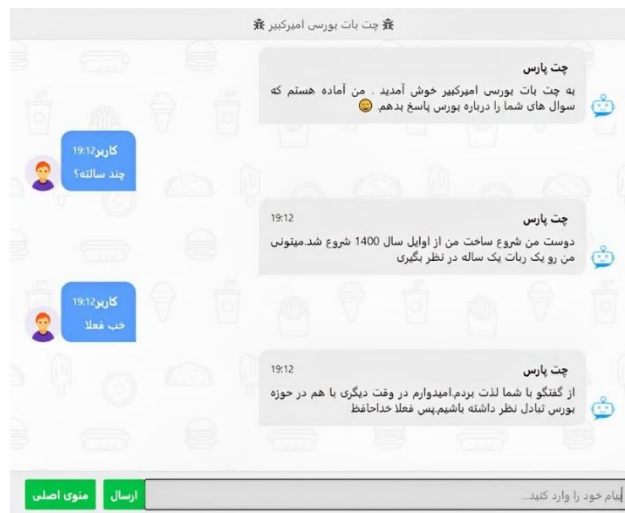 چت بات بورسی امیرکبیر
چت پارس
به چت بات بورسی امیرکبیر خوش آمدید . من آماده هستم که
سوال های شما را درباره بورس پاسخ بدهم.
کاربر19:12
چند سالته؟
چت پارس 19:12
دوست من شروع ساخت من از اوایل سال 1400 شروع شد.میتونی
من رو یک ربات یک ساله در نظر بگیری
کاربر19:12
خب فعلا
چت پارس 19:12
از گفتگو با شما لذت بردم.امیدوارم در وقت دیگری با هم در حوزه
بورس تبادل نظر داشته باشیم.پس فعلا خداحافظ
پیام خود را وارد کنید... ارسال منوی اصلی